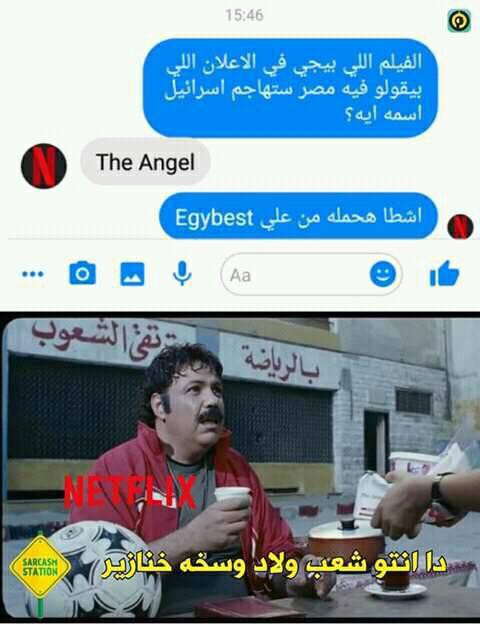 15:46
الفيلم اللي بيجي في الاعلان اللي
بيقولو فيه مصر ستهاجم اسرائيل
اسمه ايه؟
N
The Angel
اشطا هحمله من علي Egybest
N
Aa
ترتقي الشعوب
بالرياضة
NETFLIX
SARCASM
STATION
دا انتو شعب ولاد وسخه خنازير